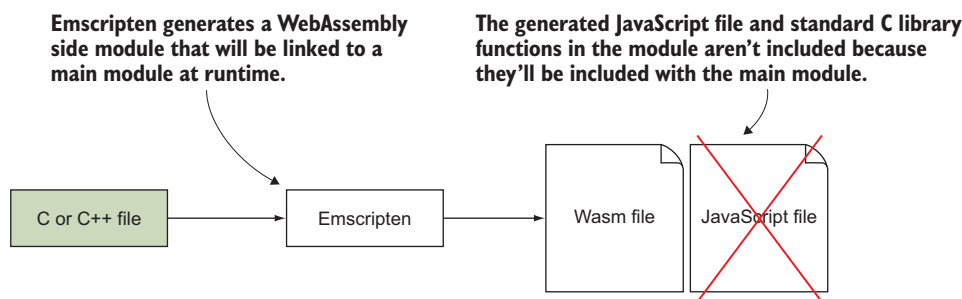 Emscripten generates a WebAssembly
side module that will be linked to a
main module at runtime.
The generated JavaScript file and standard C library
functions in the module aren’t included because
they’ll be included with the main module.
C or C++ file
Emscripten
Wasm file
JavaScript file